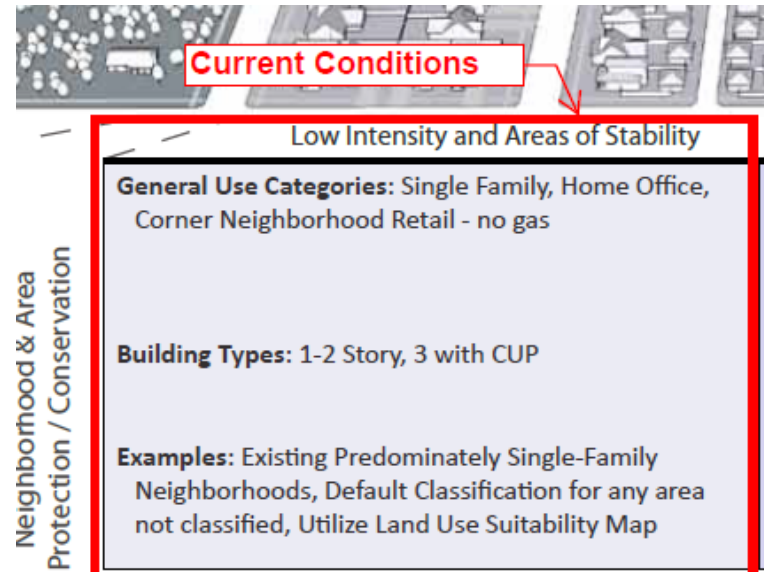 Current Conditions
Low Intensity and Areas of Stability
General Use Categories: Single Family, Home Office,
Corner Neighborhood Retail - no gas
Building Types: 1-2 Story, 3 with CUP
Examples: Existing Predominately Single-Family
Neighborhoods, Default Classification for any area
not classified, Utilize Land Use Suitability Map
Neighborhood & Area
Protection / Conservation